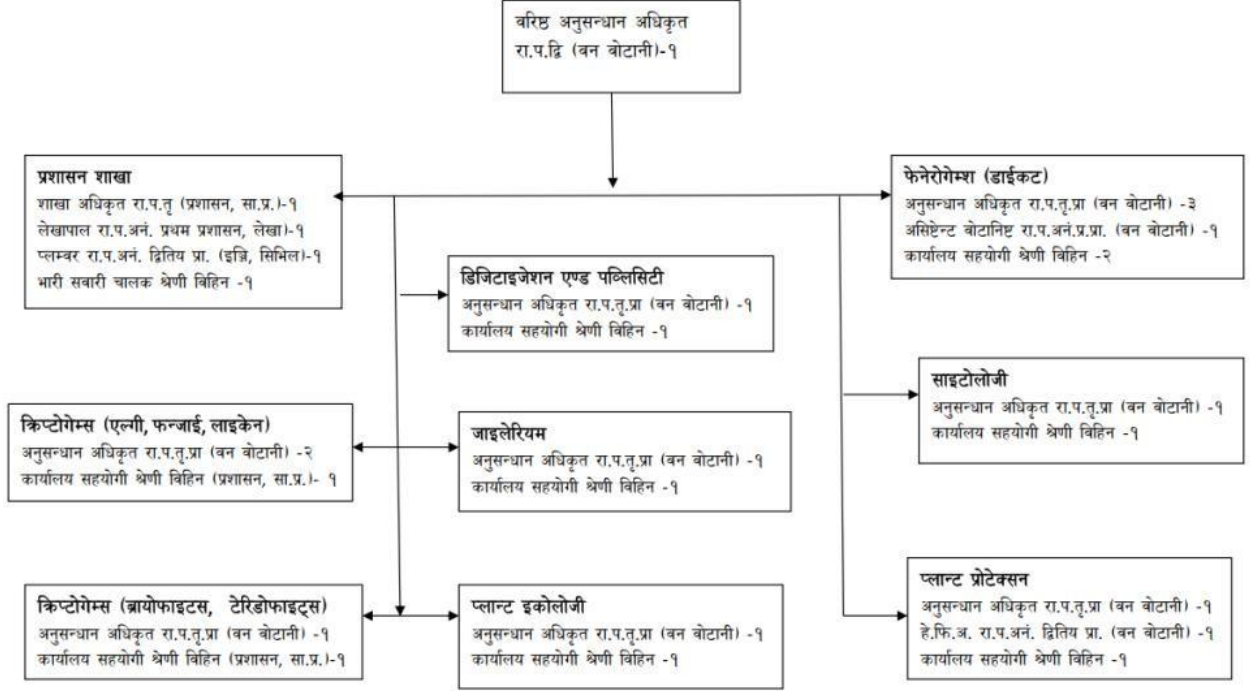 वरिष्ठ अनुसन्धान अधिकृत
रा.प.द्वि (वन वोटानी)-१
प्रशासन शाखा
शाखा अधिकृत रा.प.तृ (प्रशासन, सा.प्र.)-१
लेखापाल रा.प.अनं. प्रथम प्रशासन, लेखा)-१
प्लम्बर रा.प.अनं. द्वितिय प्रा. (इञ्जि, सिभिल)-१
भारी सवारी चालक श्रेणी विहिन -१
फेनेरोगेम्श (डाईकट)
अनुसन्धान अधिकृत रा.प.तृ.प्रा (वन वोटानी) -३
असिष्टेन्ट वोटानिष्ट रा.प.अनं.प्र.प्रा. (वन वोटानी) -१
कार्यालय सहयोगी श्रेणी विहिन -२
डिजिटाइजेशन एण्ड पव्लिसिटी
अनुसन्धान अधिकृत रा.प.तृ.प्रा (वन वोटानी) -१
कार्यालय सहयोगी श्रेणी विहिन -१
साइटोलोजी
अनुसन्धान अधिकृत रा.प.तृ.प्रा (वन वोटानी) -१
कार्यालय सहयोगी श्रेणी विहिन -१
क्रिप्टोगेम्स (एल्गी, फन्जाई, लाइकेन)
अनुसन्धान अधिकृत रा.प.तृ.प्रा (वन वोटानी) -२
कार्यालय सहयोगी श्रेणी विहिन (प्रशासन, सा.प्र.)- १
जाइलेरियम
अनुसन्धान अधिकृत रा.प.तृ.प्रा (वन वोटानी) -१
कार्यालय सहयोगी श्रेणी विहिन -१
क्रिप्टोगेम्स (ब्रायोफाइटस, टेरिडोफाइट्स)
अनुसन्धान अधिकृत रा.प.तृ.प्रा (वन वोटानी) -१
कार्यालय सहयोगी श्रेणी विहिन (प्रशासन, सा.प्र.)-१
प्लान्ट इकोलोजी
अनुसन्धान अधिकृत रा.प.तृ.प्रा (वन वोटानी) -१
कार्यालय सहयोगी श्रेणी विहिन -१
प्लान्ट प्रोटेक्सन
अनुसन्धान अधिकृत रा.प.तृ.प्रा (वन वोटानी) -१
हे.फि.अ. रा.प.अनं. द्वितिय प्रा. (वन वोटानी) -१
कार्यालय सहयोगी श्रेणी विहिन -१